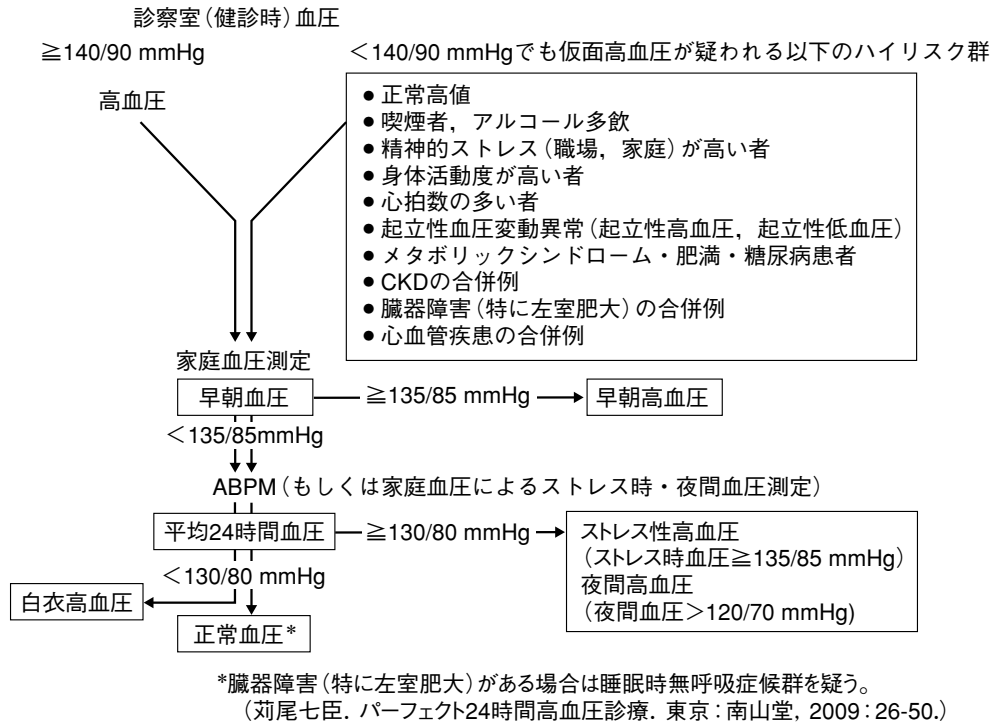 診察室（健診時）血圧
≧140/90 mmHg
＜140/90 mmHgでも仮面高血圧が疑われる以下のハイリスク群
高血圧
● 正常高値
● 喫煙者，アルコール多飲
● 精神的ストレス（職場，家庭）が高い者
● 身体活動度が高い者
● 心拍数の多い者
● 起立性血圧変動異常（起立性高血圧，起立性低血圧）
● メタボリックシンドローム・肥満・糖尿病患者
● CKDの合併例
● 臓器障害（特に左室肥大）の合併例
● 心血管疾患の合併例
家庭血圧測定
早朝血圧 ≧135/85 mmHg 早朝高血圧
＜135/85mmHg
ABPM（もしくは家庭血圧によるストレス時・夜間血圧測定）
平均24時間血圧 ≧130/80 mmHg ストレス性高血圧
（ストレス時血圧≧135/85 mmHg）
夜間高血圧
（夜間血圧＞120/70 mmHg)
＜130/80 mmHg
白衣高血圧
正常血圧*
*臓器障害（特に左室肥大）がある場合は睡眠時無呼吸症候群を疑う。
（苅尾七臣．パーフェクト24時間高血圧診療．東京：南山堂，2009：26-50.）